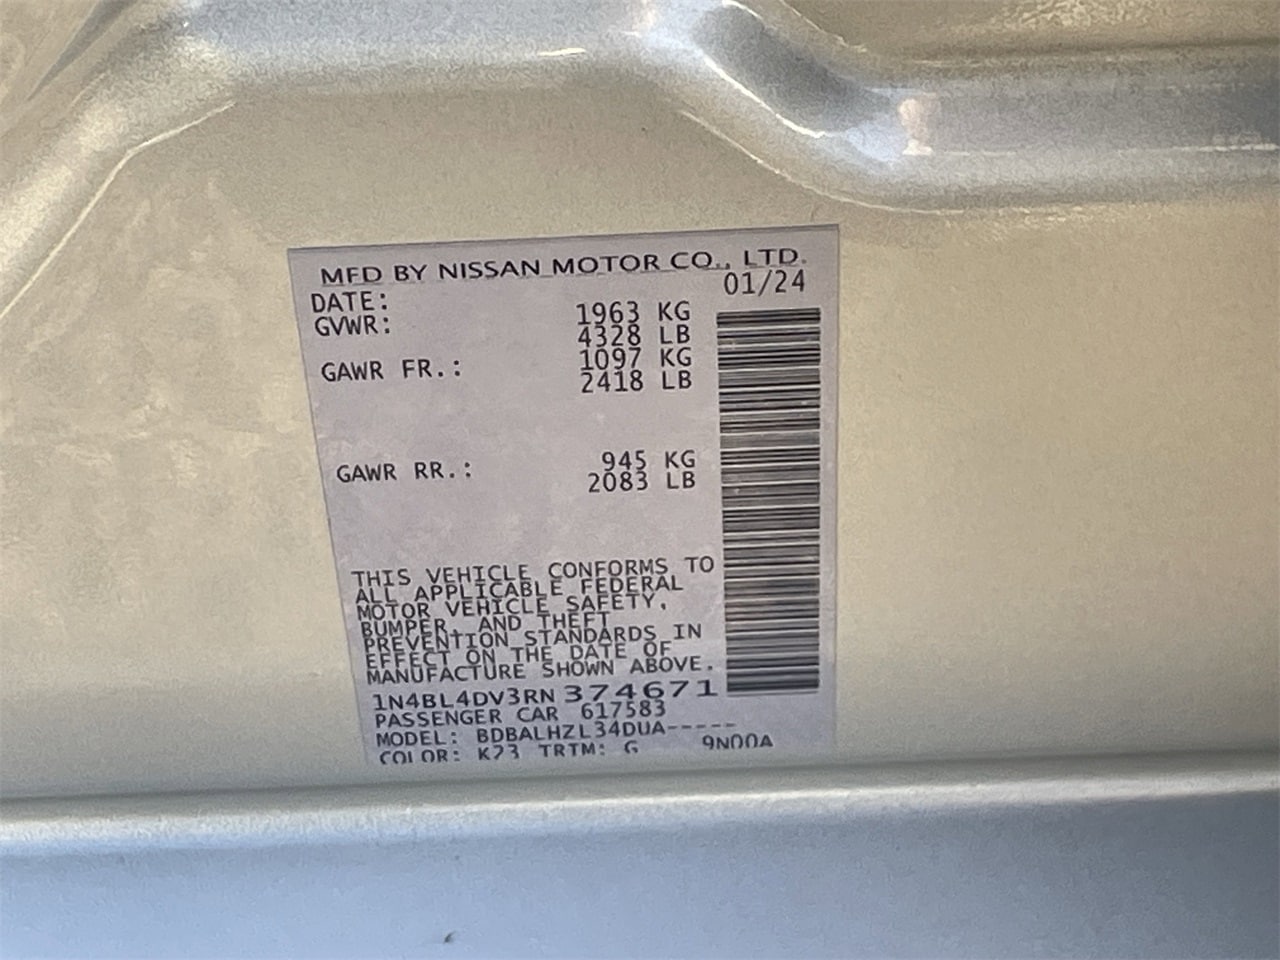 MFD BY NISSAN MOTOR CO., LTD.
DATE: 01/24
GVWR: 1963 KG
4328 LB
GAWR FR.: 1097 KG
2418 LB
GAWR RR.: 945 KG
2083 LB
THIS VEHICLE CONFORMS TO
ALL APPLICABLE FEDERAL
MOTOR VEHICLE SAFETY,
BUMPER, AND THEFT
PREVENTION STANDARDS IN
EFFECT ON THE DATE OF
MANUFACTURE SHOWN ABOVE.
1N4BL4DV3RN374671
PASSENGER CAR 617583
MODEL: BDBALHZL34DUA-----
COLOR: K23 TRIM: G 9N00A